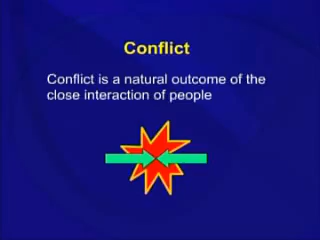 Conflict
Conflict is a natural outcome of the
close interaction of people